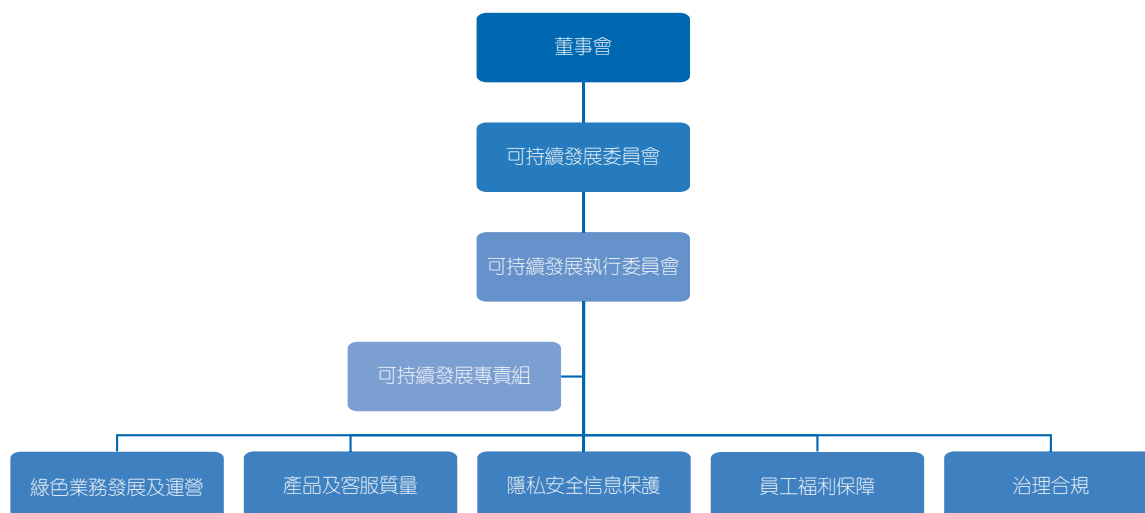 董事會
可持續發展委員會
可持續發展執行委員會
可持續發展專責組
綠色業務發展及運營
產品及客服質量
隱私安全信息保護
員工福利保障
治理合規